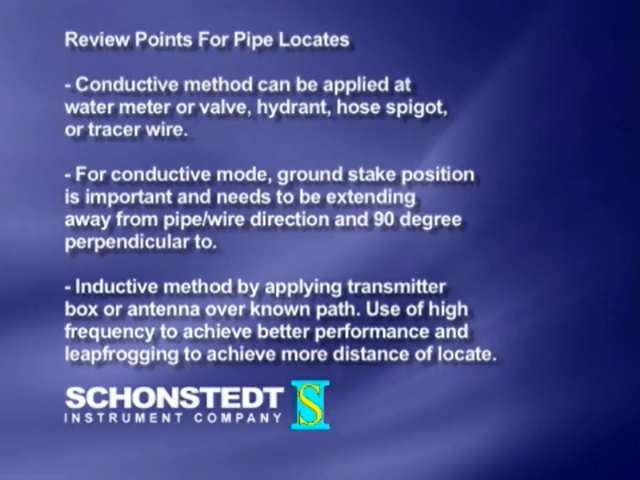 Review Points For Pipe Locates
- Conductive method can be applied at
water meter or valve, hydrant, hose spigot,
or tracer wire.
- For conductive mode, ground stake position
is important and needs to be extending
away from pipe/wire direction and 90 degree
perpendicular to.
- Inductive method by applying transmitter
box or antenna over known path. Use of high
frequency to achieve better performance and
leapfrogging to achieve more distance of locate.
SCHONSTEDT
INSTRUMENT COMPANY
IS